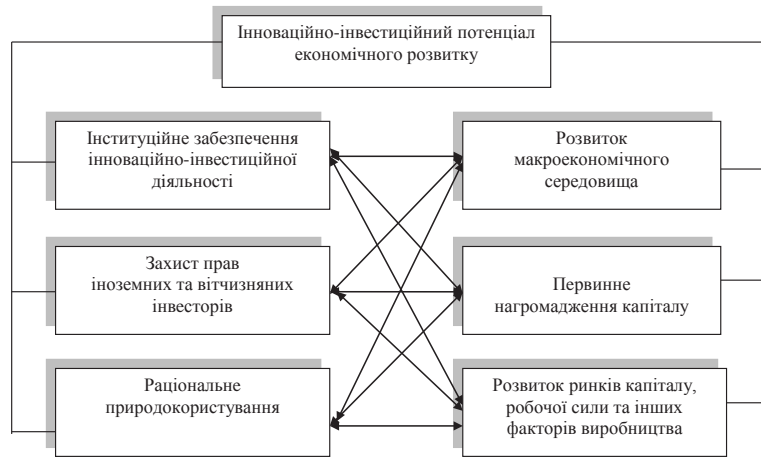 Інноваційно-інвестиційний потенціал
економічного розвитку
Інституційне забезпечення
інноваційно-інвестиційної
діяльності
Розвиток
макроекономічного
середовища
Захист прав
іноземних та вітчизняних
інвесторів
Первинне
нагромадження капіталу
Раціональне
природокористування
Розвиток ринків капіталу,
робочої сили та інших
факторів виробництва